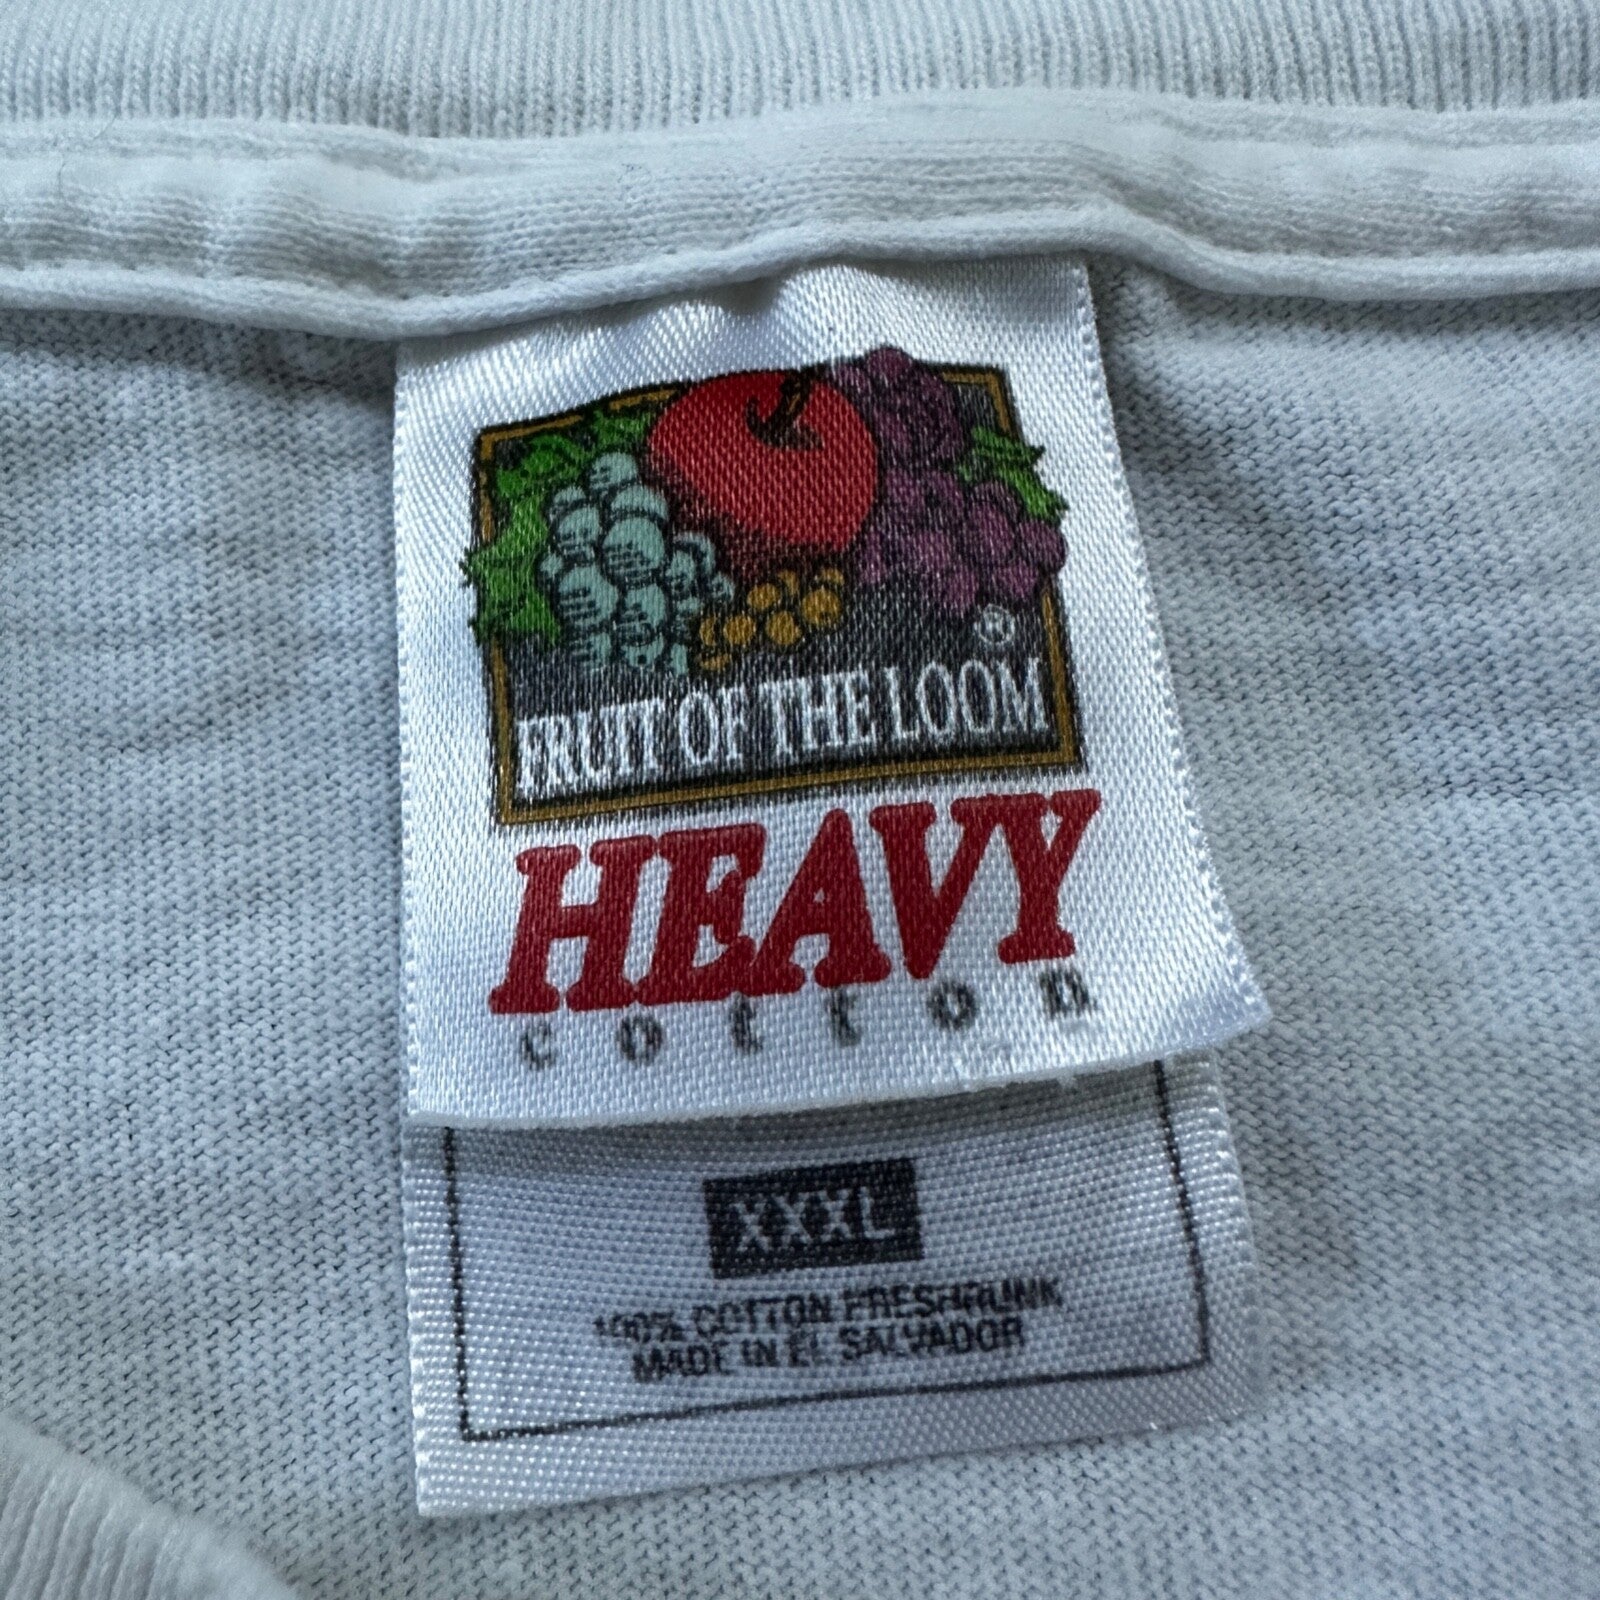 ®
FRUIT OF THE LOOM
HEAVY
cotton
XXXL
100% COTTON PRESHRUNK
MADE IN EL SALVADOR